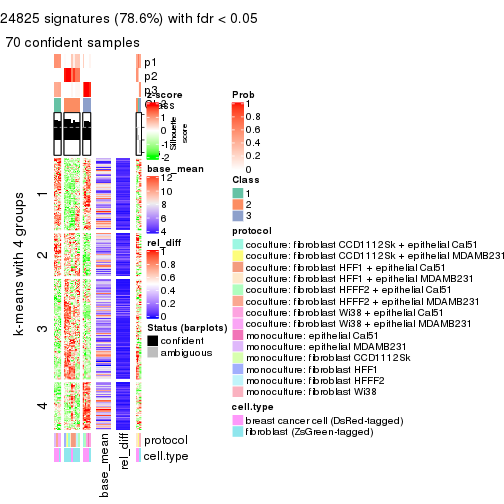 24825 signatures (78.6%) with fdr < 0.05
70 confident samples
p1
p2
p3
Class
Silhouette
score
k-means with 4 groups
1
2
3
4
base_mean
rel_diff
protocol
cell.type
z-score
2
1
0
-1
-2
base_mean
12
10
8
6
4
rel_diff
1
0.8
0.6
0.4
0.2
0
Status (barplots)
confident
ambiguous
Prob
1
0.8
0.6
0.4
0.2
0
Class
1
2
3
protocol
coculture: fibroblast CCD1112Sk + epithelial Cal51
coculture: fibroblast CCD1112Sk + epithelial MDAMB231
coculture: fibroblast HFF1 + epithelial Cal51
coculture: fibroblast HFF1 + epithelial MDAMB231
coculture: fibroblast HFFF2 + epithelial Cal51
coculture: fibroblast HFFF2 + epithelial MDAMB231
coculture: fibroblast Wi38 + epithelial Cal51
coculture: fibroblast Wi38 + epithelial MDAMB231
monoculture: epithelial Cal51
monoculture: epithelial MDAMB231
monoculture: fibroblast CCD1112Sk
monoculture: fibroblast HFF1
monoculture: fibroblast HFFF2
monoculture: fibroblast Wi38
cell.type
breast cancer cell (DsRed-tagged)
fibroblast (ZsGreen-tagged)